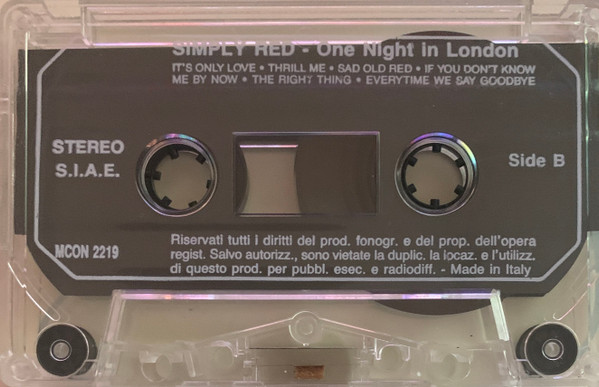 SIMPLY RED - One Night in London
IT'S ONLY LOVE • THRILL ME • SAD OLD RED • IF YOU DON'T KNOW
ME BY NOW • THE RIGHT THING • EVERYTIME WE SAY GOODBYE
STEREO
S.I.A.E.
Side B
MCON 2219
Riservati tutti i diritti del prod. fonogr. e del prop. dell'opera
regist. Salvo autorizz., sono vietate la duplic. la locaz. e l'utilizz.
di questo prod. per pubbl. esec. e radiodiff. - Made in Italy